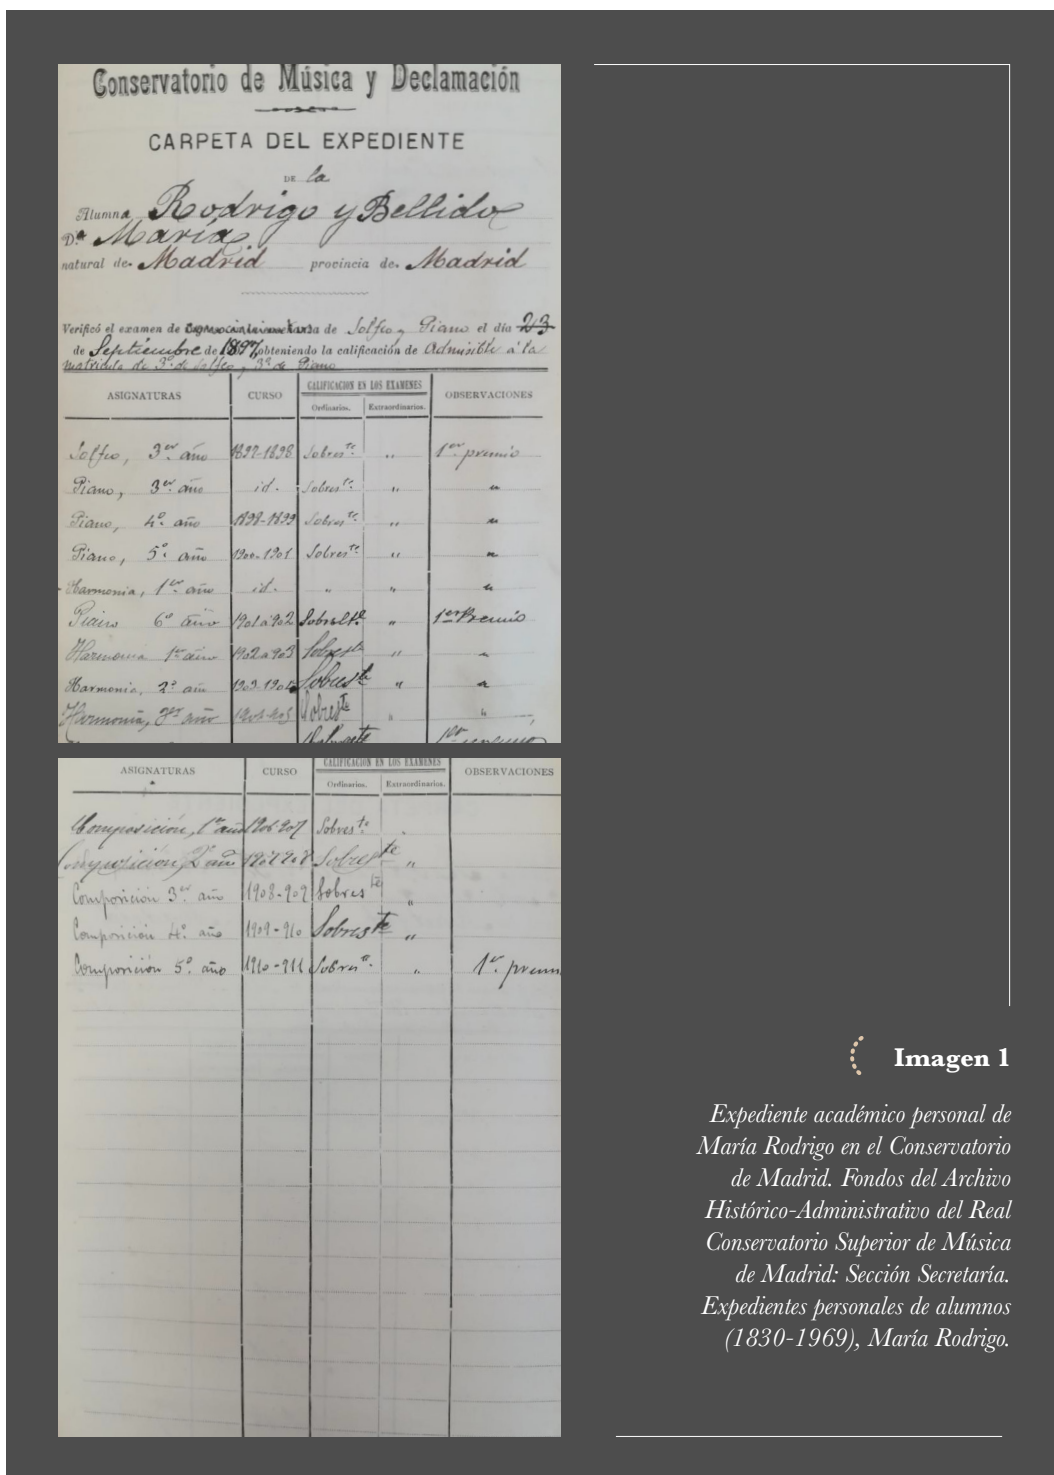 Conservatorio de Música y Declamación
CARPETA DEL EXPEDIENTE
DE la
Alumna Rodrigo y Bellido
D.ª María
natural de Madrid provincia de Madrid
Verificó el examen de de Solfeo y Piano el día 23
de Septiembre de 1897, obteniendo la calificación de Admisible á la
matrícula de 3º de Solfeo y 3º de Piano
ASIGNATURAS CURSO CALIFICACION EN LOS EXAMENES OBSERVACIONES
Ordinarios. Extraordinarios.
Solfeo, 3er año 1897-1898 Sobreste. " 1er premio
Piano, 3er año id. Sobreste. " "
Piano, 4º año 1898-1899 Sobreste. " "
Piano, 5º año 1900-1901 Sobreste. " "
Harmonia, 1er año id. " " "
Piano 6º año 1901 a 902 Sobreste " 1er Premio
Harmonia 1er año 1902 a 903 Sobreste " "
Harmonia, 2º año 1903-1904 Sobreste " "
Harmonía, 3er año 1904-905 Sobreste " "
ASIGNATURAS CURSO CALIFICACION EN LOS EXAMENES OBSERVACIONES
Ordinarios. Extraordinarios.
Composición, 1er año 1906-907 Sobreste. "
Composición, 2º año 1907-908 Sobreste "
Composición 3er año 1908-909 Sobreste "
Composición 4º año 1909-910 Sobreste "
Composición 5º año 1910-911 Sobreste. " 1er. prem
Imagen 1
Expediente académico personal de
María Rodrigo en el Conservatorio
de Madrid. Fondos del Archivo
Histórico-Administrativo del Real
Conservatorio Superior de Música
de Madrid: Sección Secretaría.
Expedientes personales de alumnos
(1830-1969), María Rodrigo.